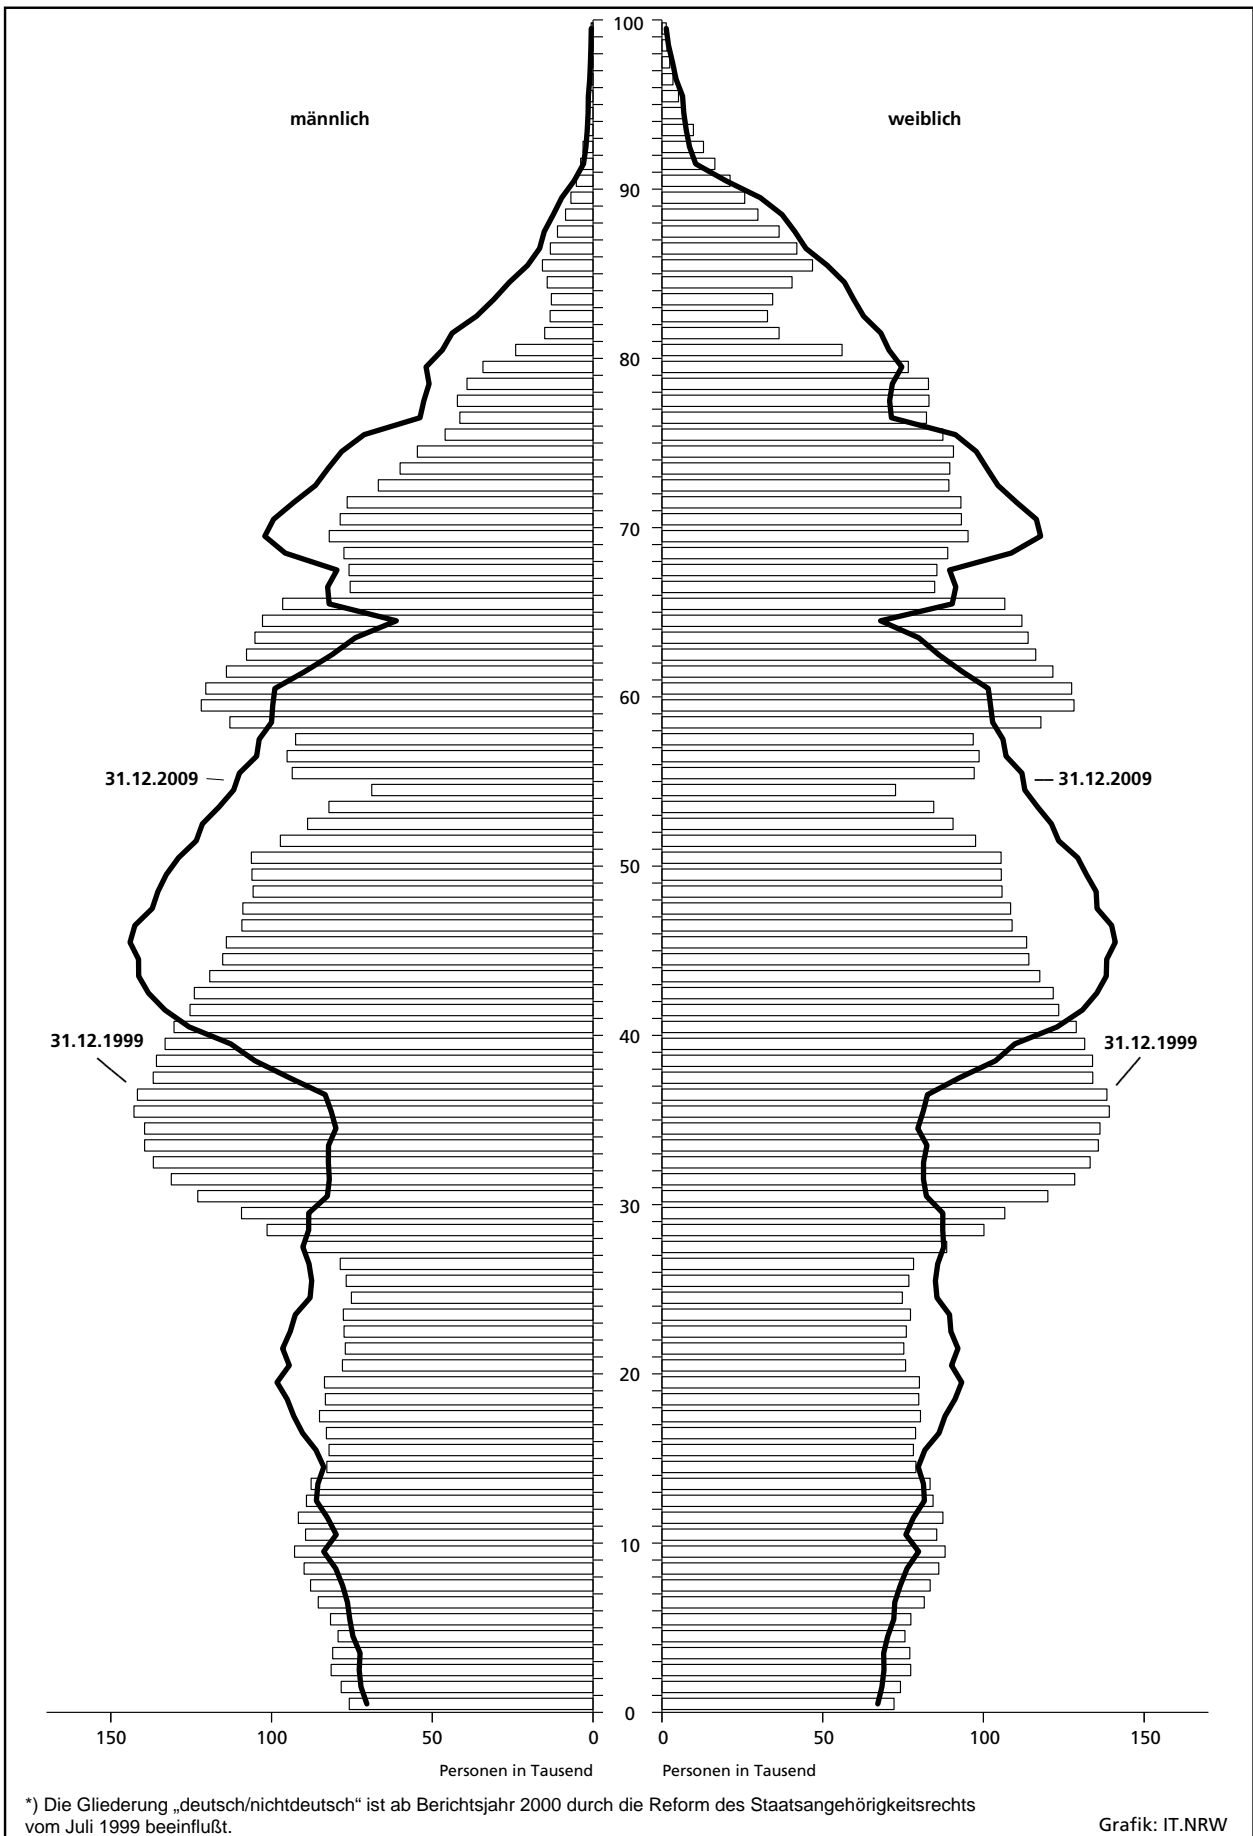 100
männlich
weiblich
90
80
70
60
31.12.2009
31.12.2009
50
40
31.12.1999
31.12.1999
30
20
10
0
150 100 50 0 0 50 100 150
Personen in Tausend Personen in Tausend
*) Die Gliederung „deutsch/nichtdeutsch“ ist ab Berichtsjahr 2000 durch die Reform des Staatsangehörigkeitsrechts
vom Juli 1999 beeinflußt.
Grafik: IT.NRW